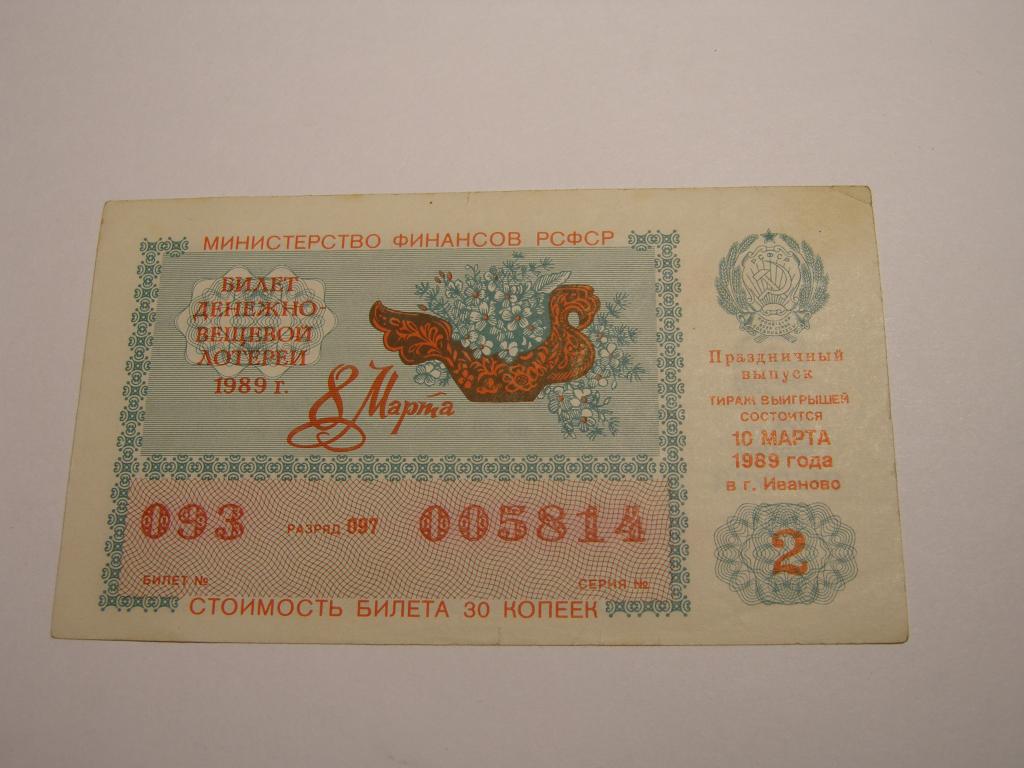 МИНИСТЕРСТВО ФИНАНСОВ РСФСР
БИЛЕТ
ДЕНЕЖНО-
ВЕЩЕВОЙ
ЛОТЕРЕИ
1989 г.
8 Марта
093 РАЗРЯД 097 005814
БИЛЕТ № СЕРИЯ №
СТОИМОСТЬ БИЛЕТА 30 КОПЕЕК
Праздничный
выпуск
ТИРАЖ ВЫИГРЫШЕЙ
СОСТОИТСЯ
10 МАРТА
1989 года
в г. Иваново
2